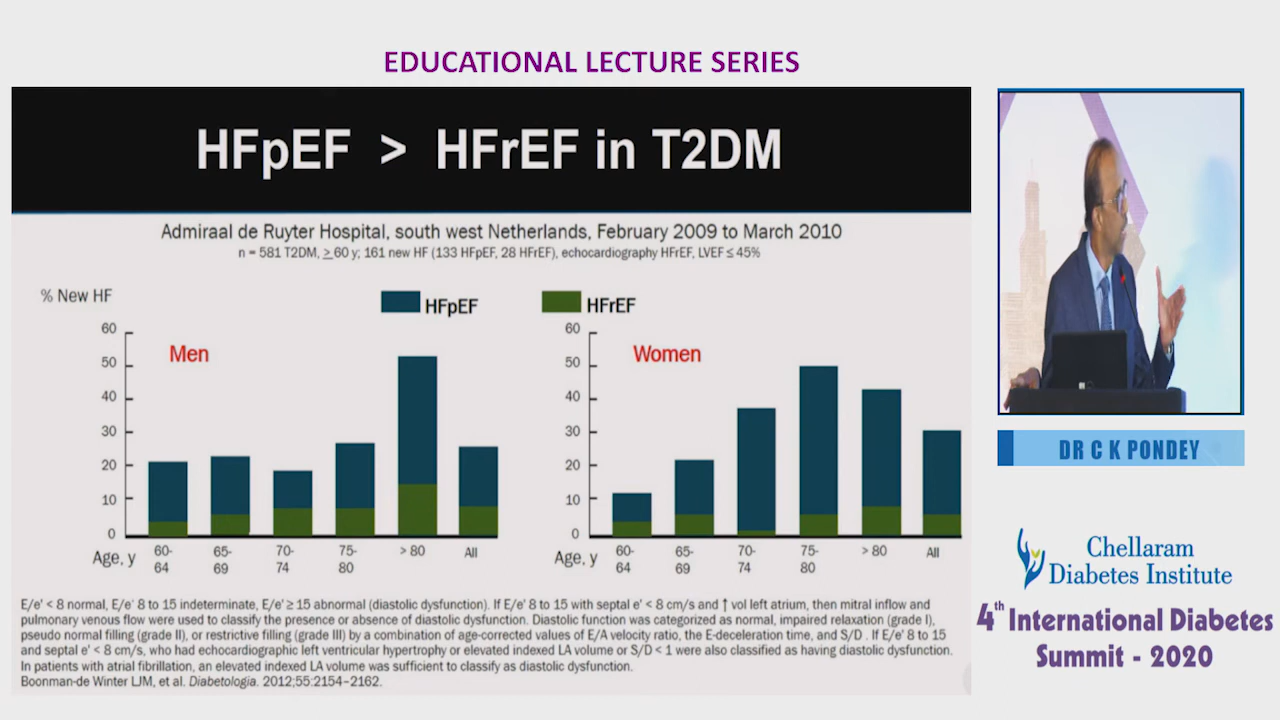 EDUCATIONAL LECTURE SERIES
HFpEF > HFrEF in T2DM
Admiraal de Ruyter Hospital, south west Netherlands, February 2009 to March 2010
n = 581 T2DM, ≥ 60 y; 161 new HF (133 HFpEF, 28 HFrEF), echocardiography HFrEF, LVEF ≤ 45%
% New HF
HFpEF
HFrEF
Men
60
50
40
30
20
10
0
Age, y
60-64
65-69
70-74
75-80
> 80
All
Women
60
50
40
30
20
10
0
Age, y
60-64
65-69
70-74
75-80
> 80
All
E/e' < 8 normal, E/e' 8 to 15 indeterminate, E/e' ≥ 15 abnormal (diastolic dysfunction). If E/e' 8 to 15 with septal e' < 8 cm/s and ↑ vol left atrium, then mitral inflow and
pulmonary venous flow were used to classify the presence or absence of diastolic dysfunction. Diastolic function was categorized as normal, impaired relaxation (grade I),
pseudo normal filling (grade II), or restrictive filling (grade III) by a combination of age-corrected values of E/A velocity ratio, the E-deceleration time, and S/D . If E/e' 8 to 15
and septal e' < 8 cm/s, who had echocardiographic left ventricular hypertrophy or elevated indexed LA volume or S/D < 1 were also classified as having diastolic dysfunction.
In patients with atrial fibrillation, an elevated indexed LA volume was sufficient to classify as diastolic dysfunction.
Boonman-de Winter LJM, et al. Diabetologia. 2012;55:2154–2162.
DR C K PONDEY
Chellaram
Diabetes Institute
4th International Diabetes
Summit - 2020